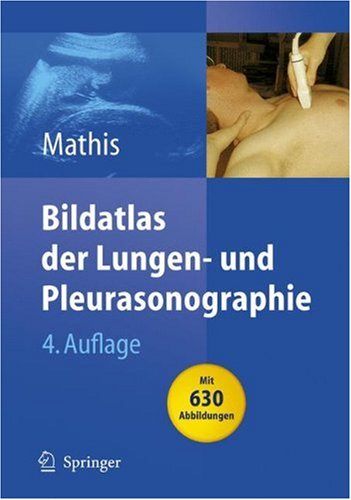 Mathis
Bildatlas
der Lungen- und
Pleurasonographie
4. Auflage
Mit
630
Abbildungen
Springer